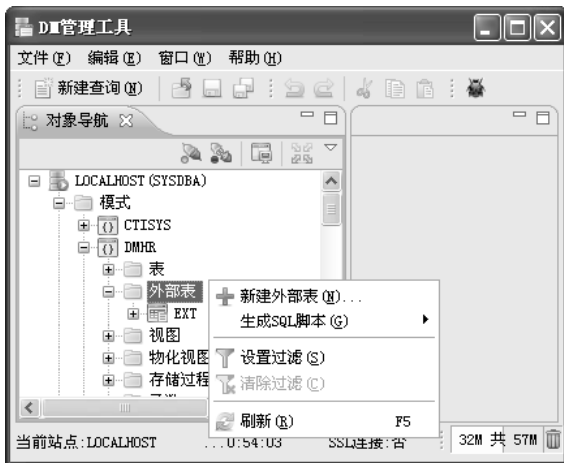 DM管理工具
文件(F) 编辑(E) 窗口(W) 帮助(H)
新建查询(N)
对象导航
LOCALHOST(SYSDBA)
模式
CTISYS
DMHR
表
外部表
EXT
视图
物化视图
存储过程
新建外部表(N)...
生成SQL脚本(G)
设置过滤(S)
清除过滤(C)
刷新(R) F5
当前站点:LOCALHOST ...0:54:03 SSL连接:否 32M 共 57M